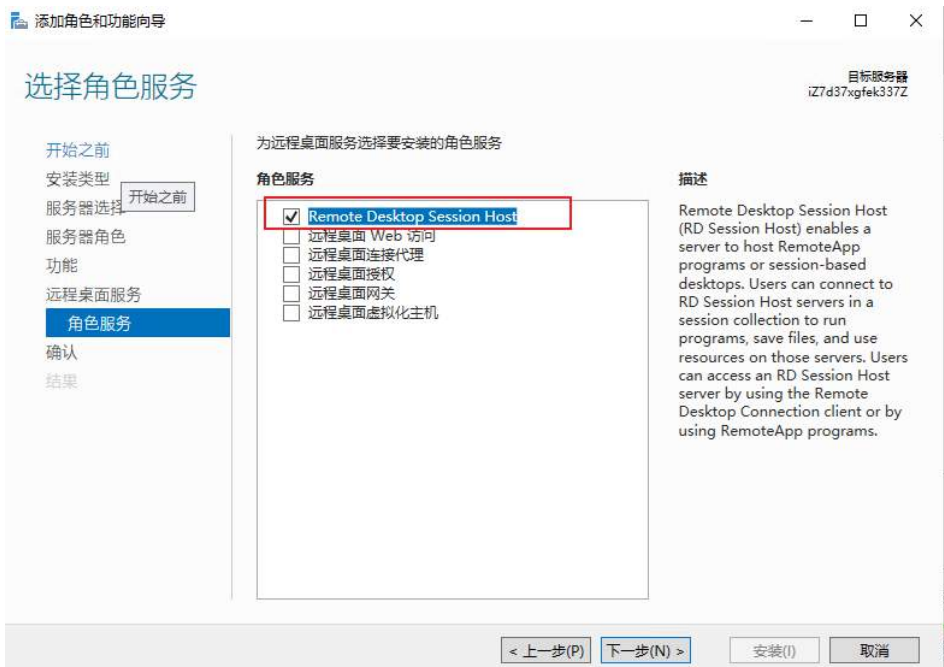 添加角色和功能向导
选择角色服务
目标服务器
iZ7d37xgfek337Z
开始之前
安装类型
服务器选择
开始之前
服务器角色
功能
远程桌面服务
角色服务
确认
结果
为远程桌面服务选择要安装的角色服务
角色服务
Remote Desktop Session Host
远程桌面 Web 访问
远程桌面连接代理
远程桌面授权
远程桌面网关
远程桌面虚拟化主机
描述
Remote Desktop Session Host
(RD Session Host) enables a
server to host RemoteApp
programs or session-based
desktops. Users can connect to
RD Session Host servers in a
session collection to run
programs, save files, and use
resources on those servers. Users
can access an RD Session Host
server by using the Remote
Desktop Connection client or by
using RemoteApp programs.
< 上一步(P)
下一步(N) >
安装(I)
取消